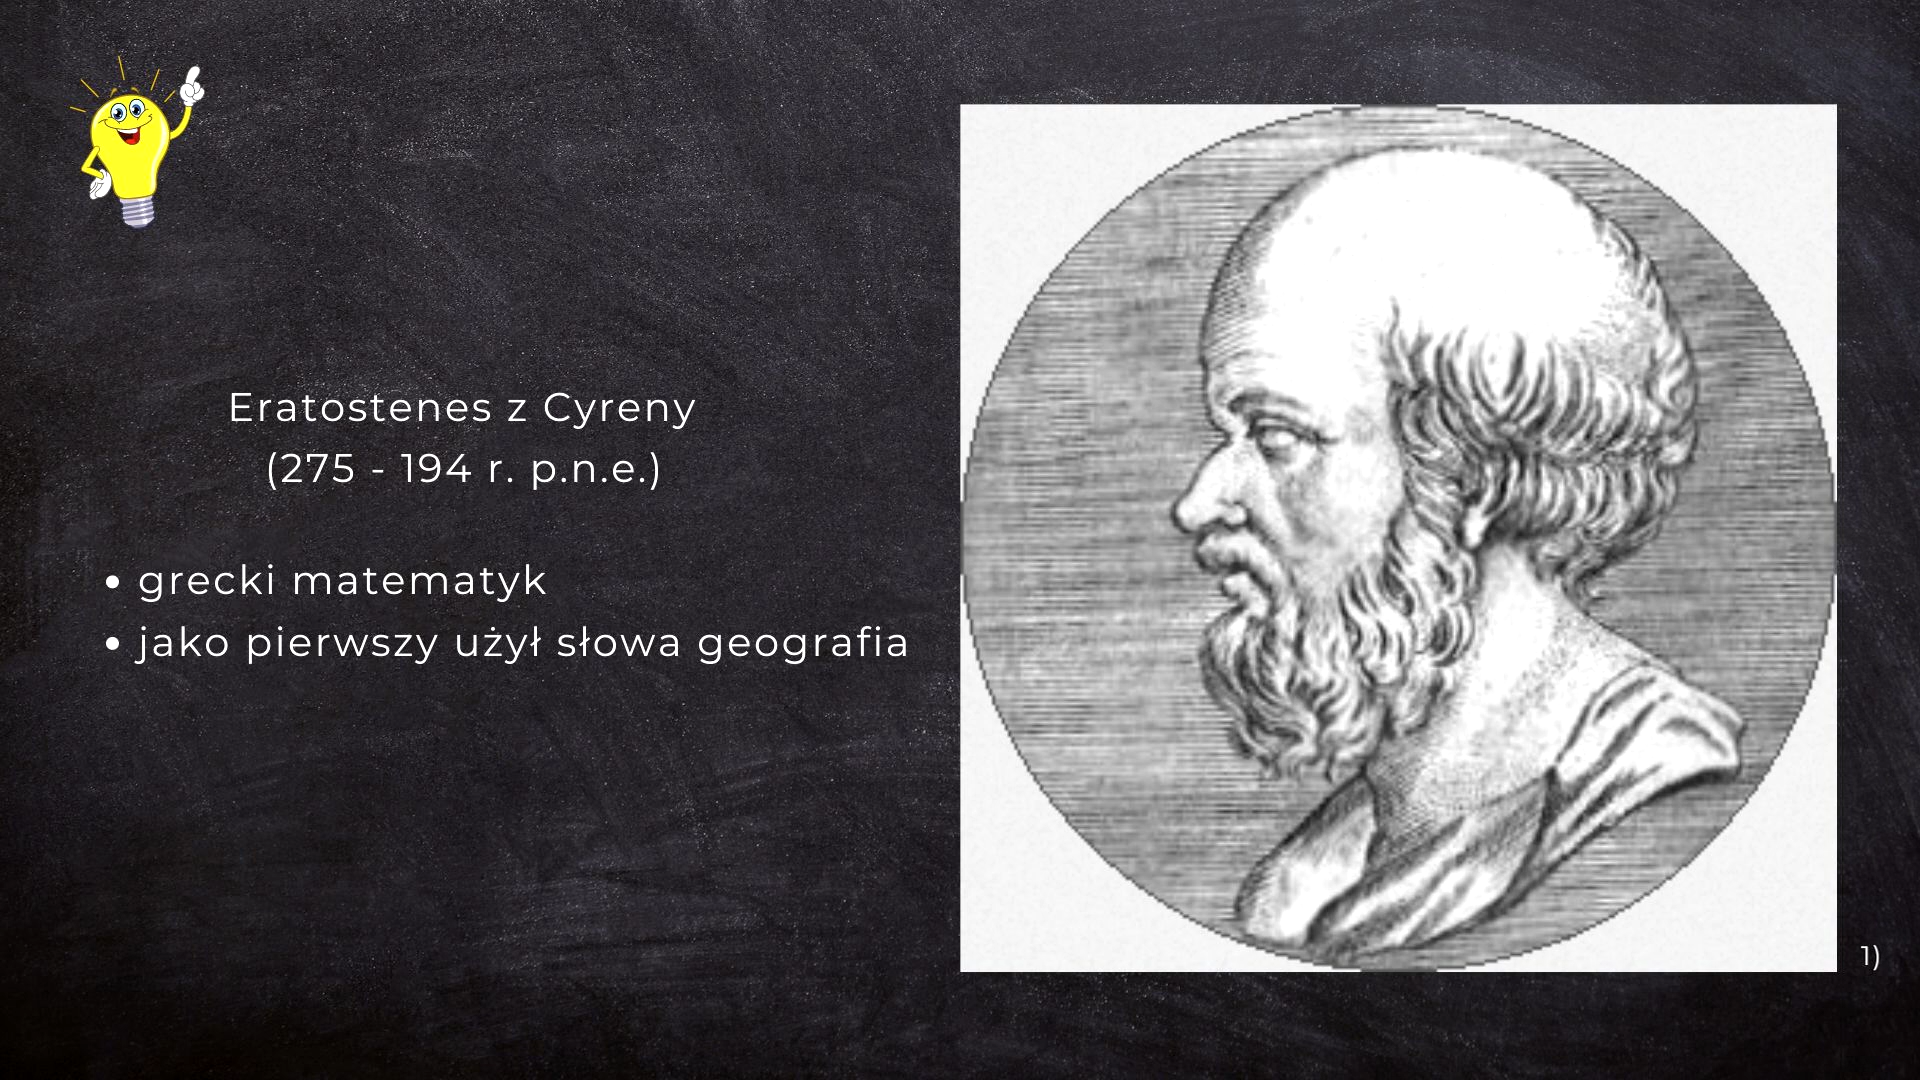 Eratostenes z Cyreny
(275 - 194 r. p.n.e.)
• grecki matematyk
• jako pierwszy użył słowa geografia
1)